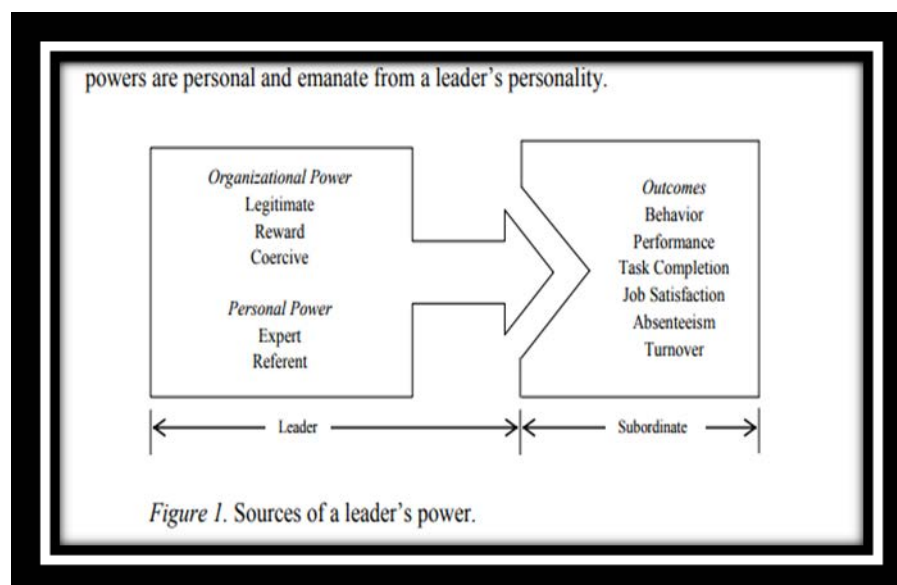 powers are personal and emanate from a leader's personality.
Organizational Power
Legitimate
Reward
Coercive
Personal Power
Expert
Referent
Outcomes
Behavior
Performance
Task Completion
Job Satisfaction
Absenteeism
Turnover
Leader
Subordinate
Figure 1. Sources of a leader's power.